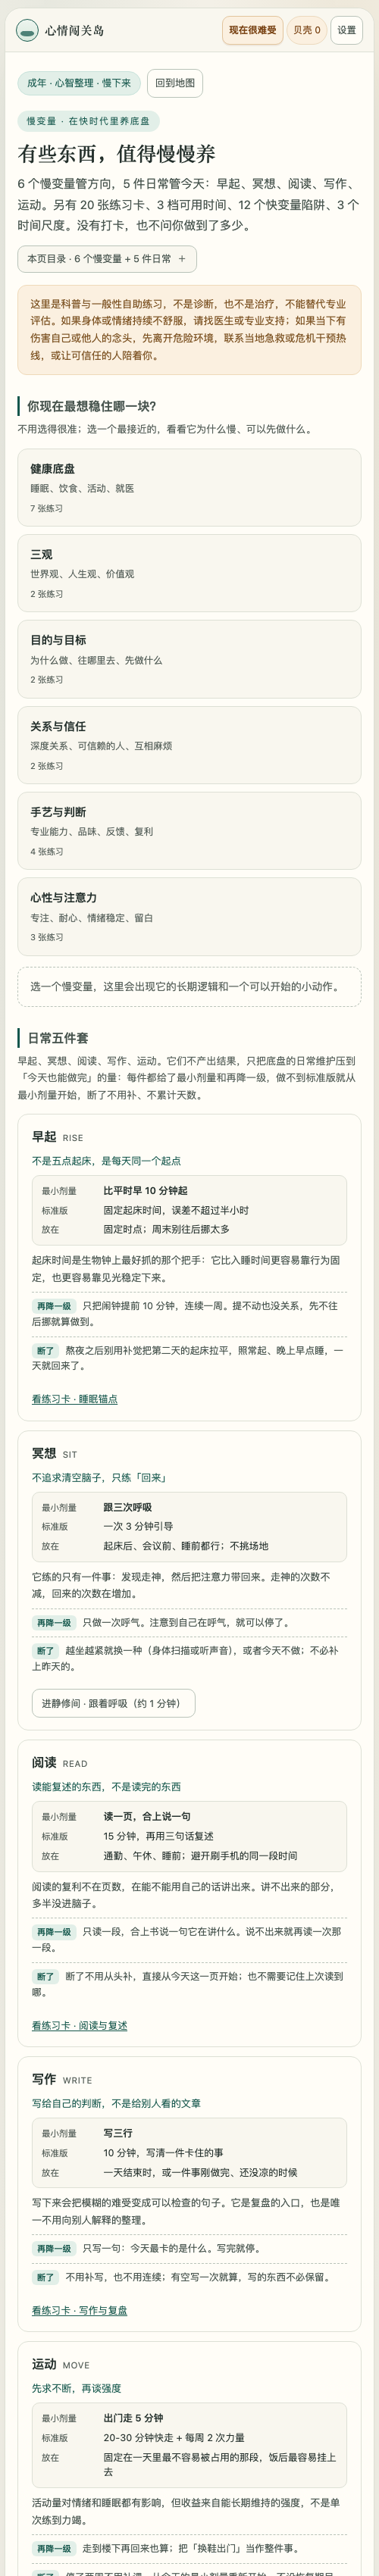 心情闯关岛
现在很难受
贝壳 0
设置
成年 · 心智整理 · 慢下来
回到地图
慢变量 · 在快时代里养底盘
有些东西，值得慢慢养
6 个慢变量管方向，5 件日常管今天：早起、冥想、阅读、写作、
运动。另有 20 张练习卡、3 档可用时间、12 个快变量陷阱、3 个
时间尺度。没有打卡，也不问你做到了多少。
本页目录 · 6 个慢变量 + 5 件日常 +
这里是科普与一般性自助练习，不是诊断，也不是治疗，不能替代专业
评估。如果身体或情绪持续不舒服，请找医生或专业支持；如果当下有
伤害自己或他人的念头，先离开危险环境，联系当地急救或危机干预热
线，或让可信任的人陪着你。
你现在最想稳住哪一块？
不用选得很准；选一个最接近的，看看它为什么慢、可以先做什么。
健康底盘
睡眠、饮食、活动、就医
7 张练习
三观
世界观、人生观、价值观
2 张练习
目的与目标
为什么做、往哪里去、先做什么
2 张练习
关系与信任
深度关系、可信赖的人、互相麻烦
2 张练习
手艺与判断
专业能力、品味、反馈、复利
4 张练习
心性与注意力
专注、耐心、情绪稳定、留白
3 张练习
选一个慢变量，这里会出现它的长期逻辑和一个可以开始的小动作。
日常五件套
早起、冥想、阅读、写作、运动。它们不产出结果，只把底盘的日常维护压到
「今天也能做完」的量：每件都给了最小剂量和再降一级，做不到标准版就从
最小剂量开始，断了不用补、不累计天数。
早起 RISE
不是五点起床，是每天同一个起点
最小剂量 比平时早 10 分钟起
标准版 固定起床时间，误差不超过半小时
放在 固定时点；周末别往后挪太多
起床时间是生物钟上最好抓的那个把手：它比入睡时间更容易靠行为固
定，也更容易靠见光稳定下来。
再降一级 只把闹钟提前 10 分钟，连续一周。提不动也没关系，先不往
后挪就算做到。
断了 熬夜之后别用补觉把第二天的起床拉平，照常起、晚上早点睡，一
天就回来了。
看练习卡 · 睡眠锚点
冥想 SIT
不追求清空脑子，只练「回来」
最小剂量 跟三次呼吸
标准版 一次 3 分钟引导
放在 起床后、会议前、睡前都行；不挑场地
它练的只有一件事：发现走神，然后把注意力带回来。走神的次数不
减，回来的次数在增加。
再降一级 只做一次呼气。注意到自己在呼气，就可以停了。
断了 越坐越紧就换一种（身体扫描或听声音），或者今天不做；不必补
上昨天的。
进静修间 · 跟着呼吸（约 1 分钟）
阅读 READ
读能复述的东西，不是读完的东西
最小剂量 读一页，合上说一句
标准版 15 分钟，再用三句话复述
放在 通勤、午休、睡前；避开刷手机的同一段时间
阅读的复利不在页数，在能不能用自己的话讲出来。讲不出来的部分，
多半没进脑子。
再降一级 只读一段，合上书说一句它在讲什么。说不出来就再读一次那
一段。
断了 断了不用从头补，直接从今天这一页开始；也不需要记住上次读到
哪。
看练习卡 · 阅读与复述
写作 WRITE
写给自己的判断，不是给别人看的文章
最小剂量 写三行
标准版 10 分钟，写清一件卡住的事
放在 一天结束时，或一件事刚做完、还没凉的时候
写下来会把模糊的难受变成可以检查的句子。它是复盘的入口，也是唯
一不用向别人解释的整理。
再降一级 只写一句：今天最卡的是什么。写完就停。
断了 不用补写，也不用连续；有空写一次就算，写的东西不必保留。
看练习卡 · 写作与复盘
运动 MOVE
先求不断，再谈强度
最小剂量 出门走 5 分钟
标准版 20-30 分钟快走 + 每周 2 次力量
放在 固定在一天里最不容易被占用的那段，饭后最容易挂上
去
活动量对情绪和睡眠都有影响，但收益来自能长期维持的强度，不是单
次练到力竭。
再降一级 走到楼下再回来也算；把「换鞋出门」当作整件事。